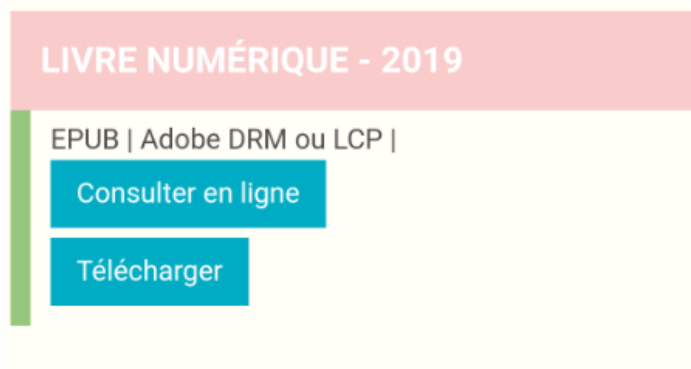 LIVRE NUMÉRIQUE - 2019
EPUB | Adobe DRM ou LCP |
Consulter en ligne
Télécharger